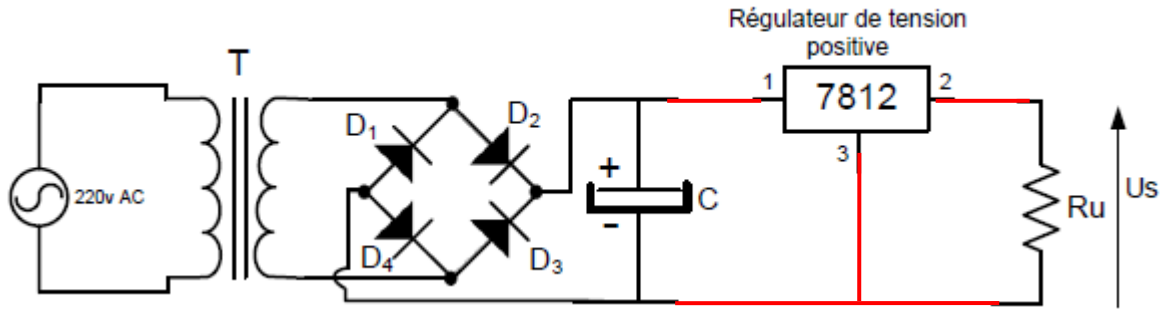 Régulateur de tension
positive
T
1
7812
2
3
D1
D2
220v AC
+
-
C
D4
D3
Ru
Us